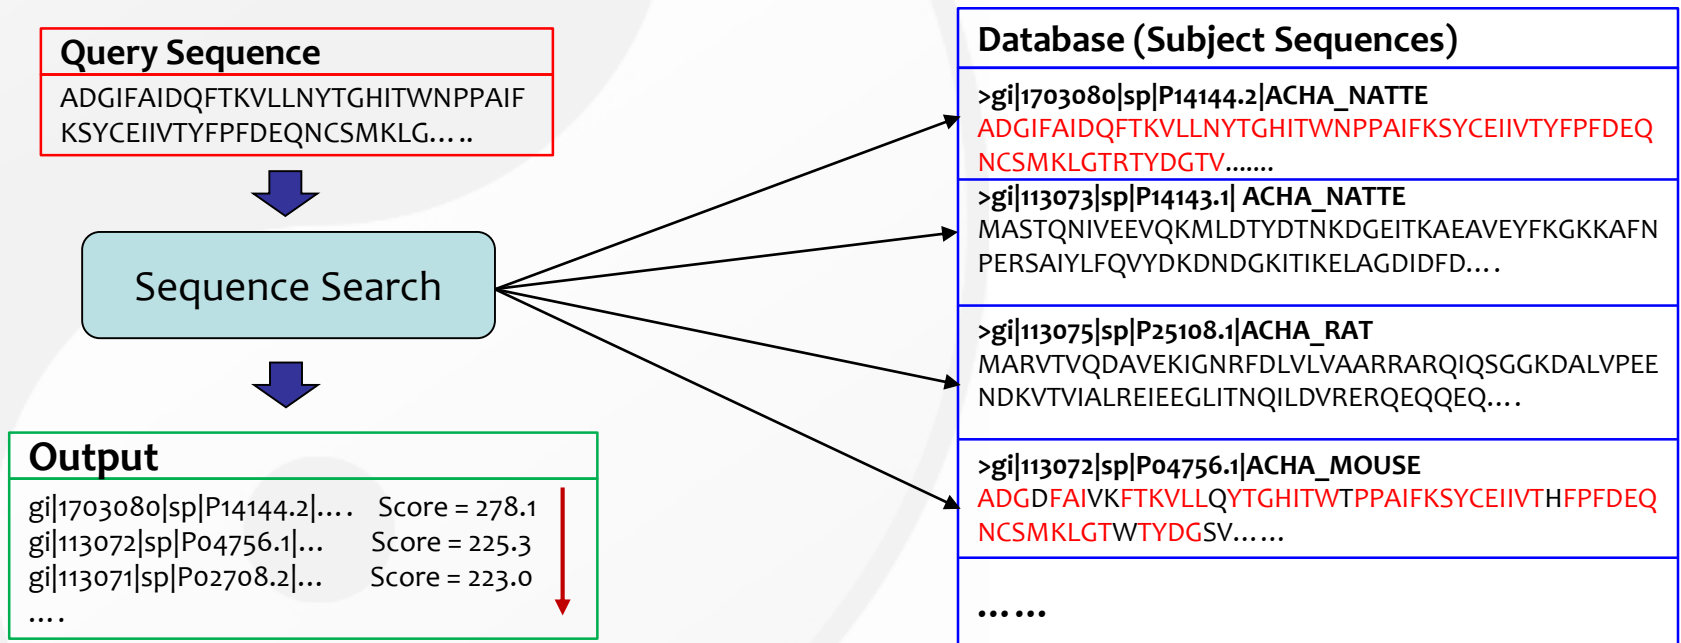 Query Sequence
ADGIFAIDQFTKVLLNYTGHITWNPPAIF
KSYCEIIVTYFPFDEQNCSMKLG.....
Sequence Search
Output
gi|1703080|sp|P14144.2|.... Score = 278.1
gi|113072|sp|P04756.1|... Score = 225.3
gi|113071|sp|P02708.2|... Score = 223.0
....
Database (Subject Sequences)
>gi|1703080|sp|P14144.2|ACHA_NATTE
ADGIFAIDQFTKVLLNYTGHITWNPPAIFKSYCEIIVTYFPFDEQ
NCSMKLGTRTYDGTV.......
>gi|113073|sp|P14143.1| ACHA_NATTE
MASTQNIVEEVQKMLDTYDTNKDGEITKAEAVEYFKGKKAFN
PERSAIYLFQVYDKDNDGKITIKELAGDIDFD....
>gi|113075|sp|P25108.1|ACHA_RAT
MARVTVQDAVEKIGNRFDLVLVAARRARQIQSGGKDALVPEE
NDKVTVIALREIEEGLITNQILDVRERQEQQEQ....
>gi|113072|sp|P04756.1|ACHA_MOUSE
ADGDFAIVKFTKVLLQYTGHITWTPPAIFKSYCEIIVTHFPFDEQ
NCSMKLGTWTYDGSV......
......